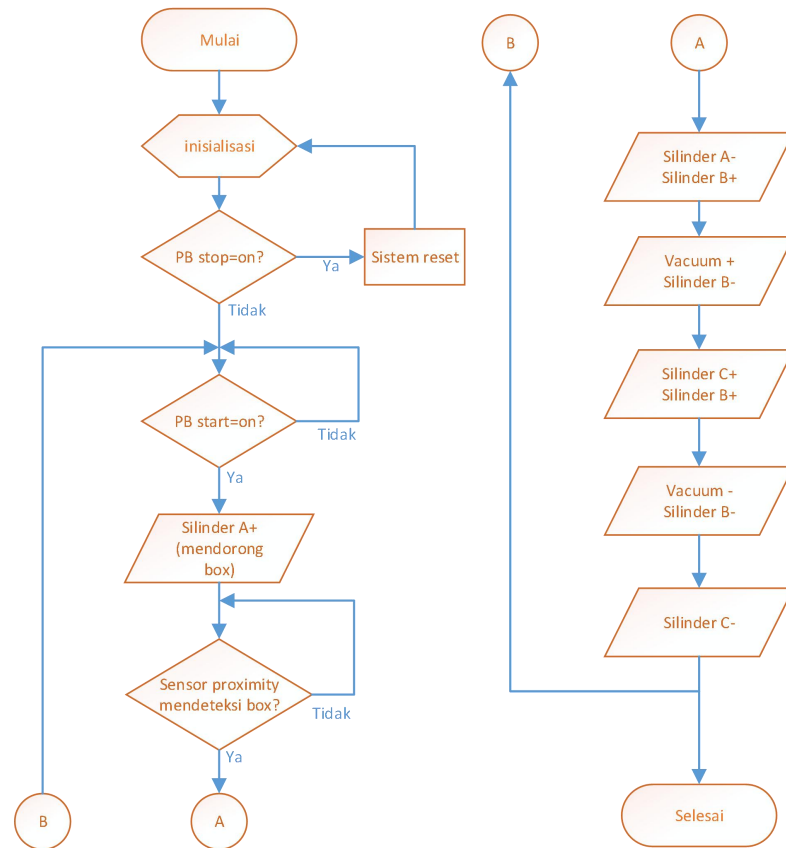 Mulai
inisialisasi
PB stop=on?
Ya
Sistem reset
Tidak
PB start=on?
Tidak
Ya
Silinder A+
(mendorong
box)
Sensor proximity
mendeteksi box?
Tidak
Ya
B
A
B
A
Silinder A-
Silinder B+
Vacuum +
Silinder B-
Silinder C+
Silinder B+
Vacuum -
Silinder B-
Silinder C-
Selesai